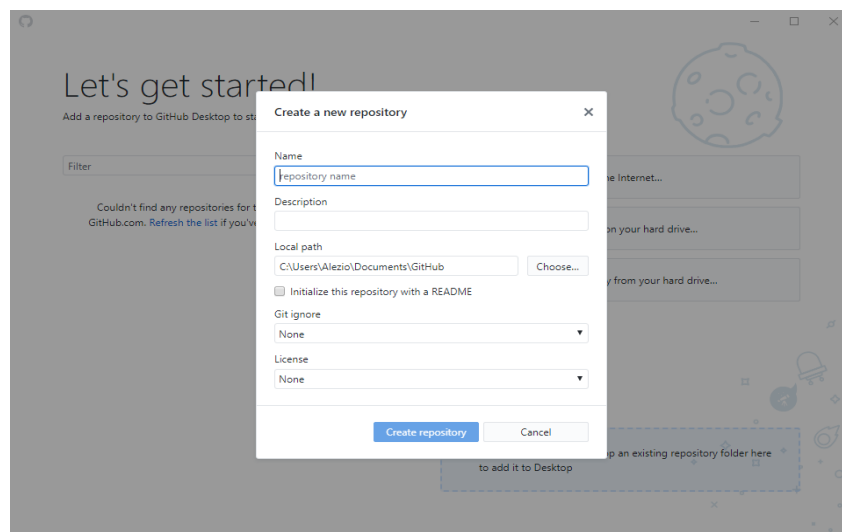 Let's get started!
Add a repository to GitHub Desktop to sta
Filter
Couldn't find any repositories for t
GitHub.com. Refresh the list if you've
Create a new repository
Name
repository name
Description
Local path
C:\Users\Alezio\Documents\GitHub
Choose...
Initialize this repository with a README
Git ignore
None
License
None
Create repository
Cancel
e Internet...
on your hard drive...
y from your hard drive...
op an existing repository folder here
to add it to Desktop